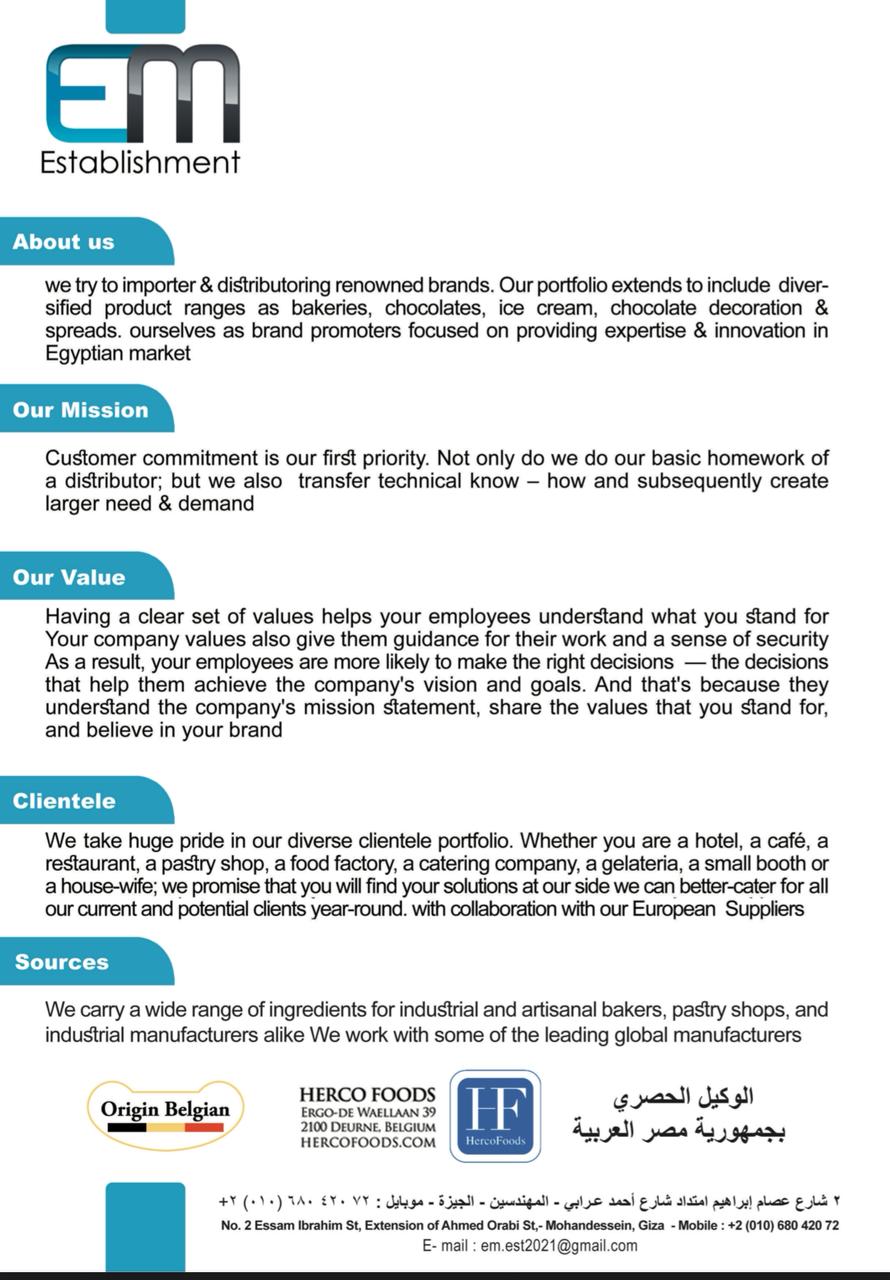 Em
Establishment
About us
we try to importer & distributoring renowned brands. Our portfolio extends to include diver-
sified product ranges as bakeries, chocolates, ice cream, chocolate decoration &
spreads. ourselves as brand promoters focused on providing expertise & innovation in
Egyptian market
Our Mission
Customer commitment is our first priority. Not only do we do our basic homework of
a distributor; but we also transfer technical know – how and subsequently create
larger need & demand
Our Value
Having a clear set of values helps your employees understand what you stand for
Your company values also give them guidance for their work and a sense of security
As a result, your employees are more likely to make the right decisions — the decisions
that help them achieve the company's vision and goals. And that's because they
understand the company's mission statement, share the values that you stand for,
and believe in your brand
Clientele
We take huge pride in our diverse clientele portfolio. Whether you are a hotel, a café, a
restaurant, a pastry shop, a food factory, a catering company, a gelateria, a small booth or
a house-wife; we promise that you will find your solutions at our side we can better-cater for all
our current and potential clients year-round. with collaboration with our European Suppliers
Sources
We carry a wide range of ingredients for industrial and artisanal bakers, pastry shops, and
industrial manufacturers alike We work with some of the leading global manufacturers
Origin Belgian
HERCO FOODS
ERGO-DE WAELLAAN 39
2100 DEURNE, BELGIUM
HERCOFOODS.COM
HF
HercoFoods
الوكيل الحصري
بجمهورية مصر العربية
٢ شارع عصام إبراهيم امتداد شارع أحمد عرابي - المهندسين - الجيزة - موبايل : ٧٢ ٤٢٠ ٦٨٠ (٠١٠) ٢+
No. 2 Essam Ibrahim St, Extension of Ahmed Orabi St,- Mohandessein, Giza - Mobile : +2 (010) 680 420 72
E- mail : em.est2021@gmail.com